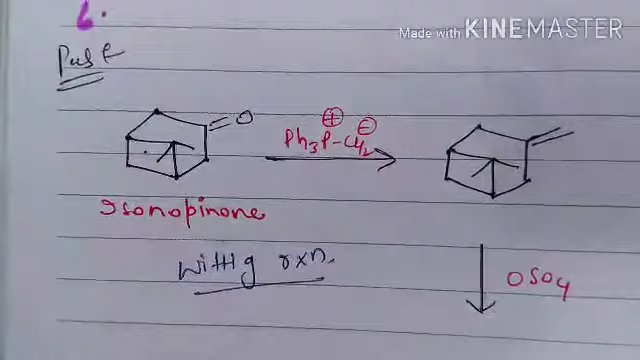 6.
Made with KINEMASTER
Part
O
Ph3P-CH2
⊕ ⊖
Isonopinone
Wittig rxn.
OSO4